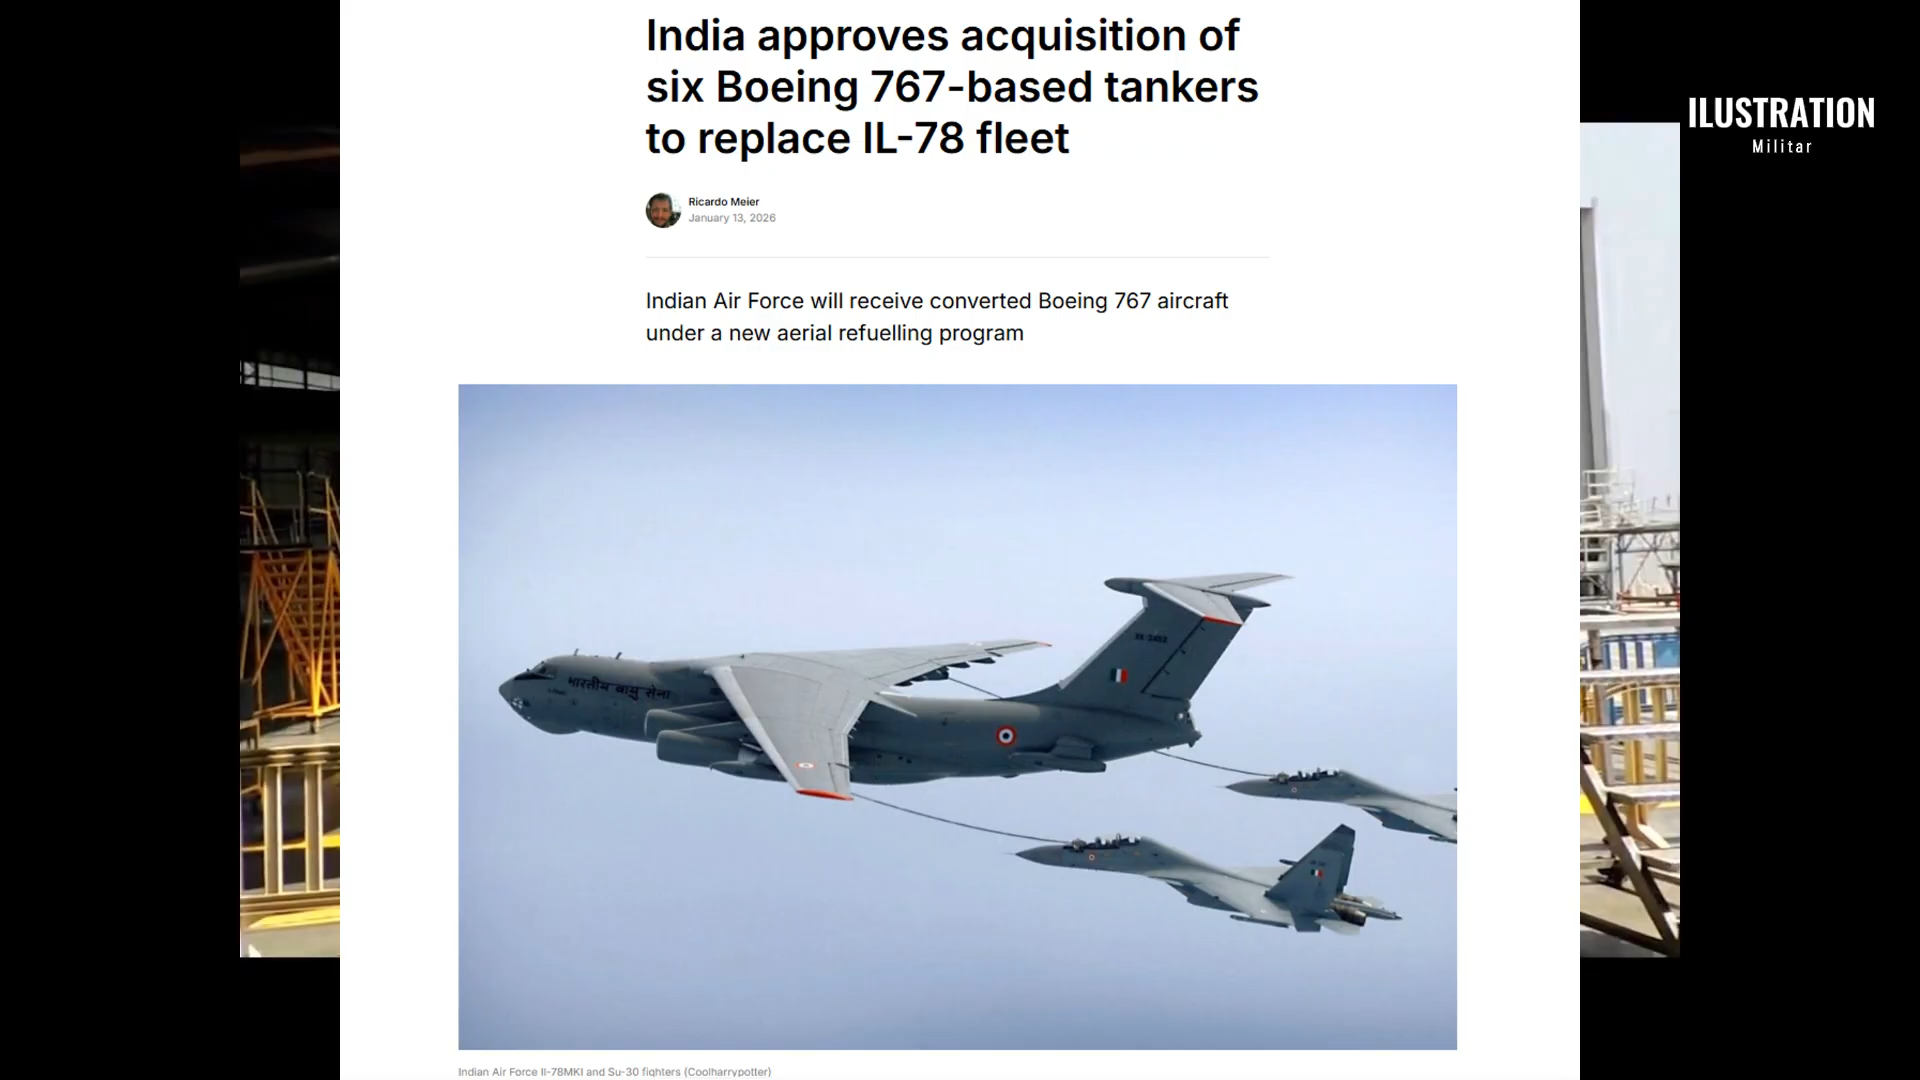 India approves acquisition of
six Boeing 767-based tankers
to replace IL-78 fleet
ILUSTRATION
Militar
Ricardo Meier
January 13, 2026
Indian Air Force will receive converted Boeing 767 aircraft
under a new aerial refuelling program
भारतीय वायु सेना
Indian Air Force Il-78MKI and Su-30 fighters (Coolharrypotter)